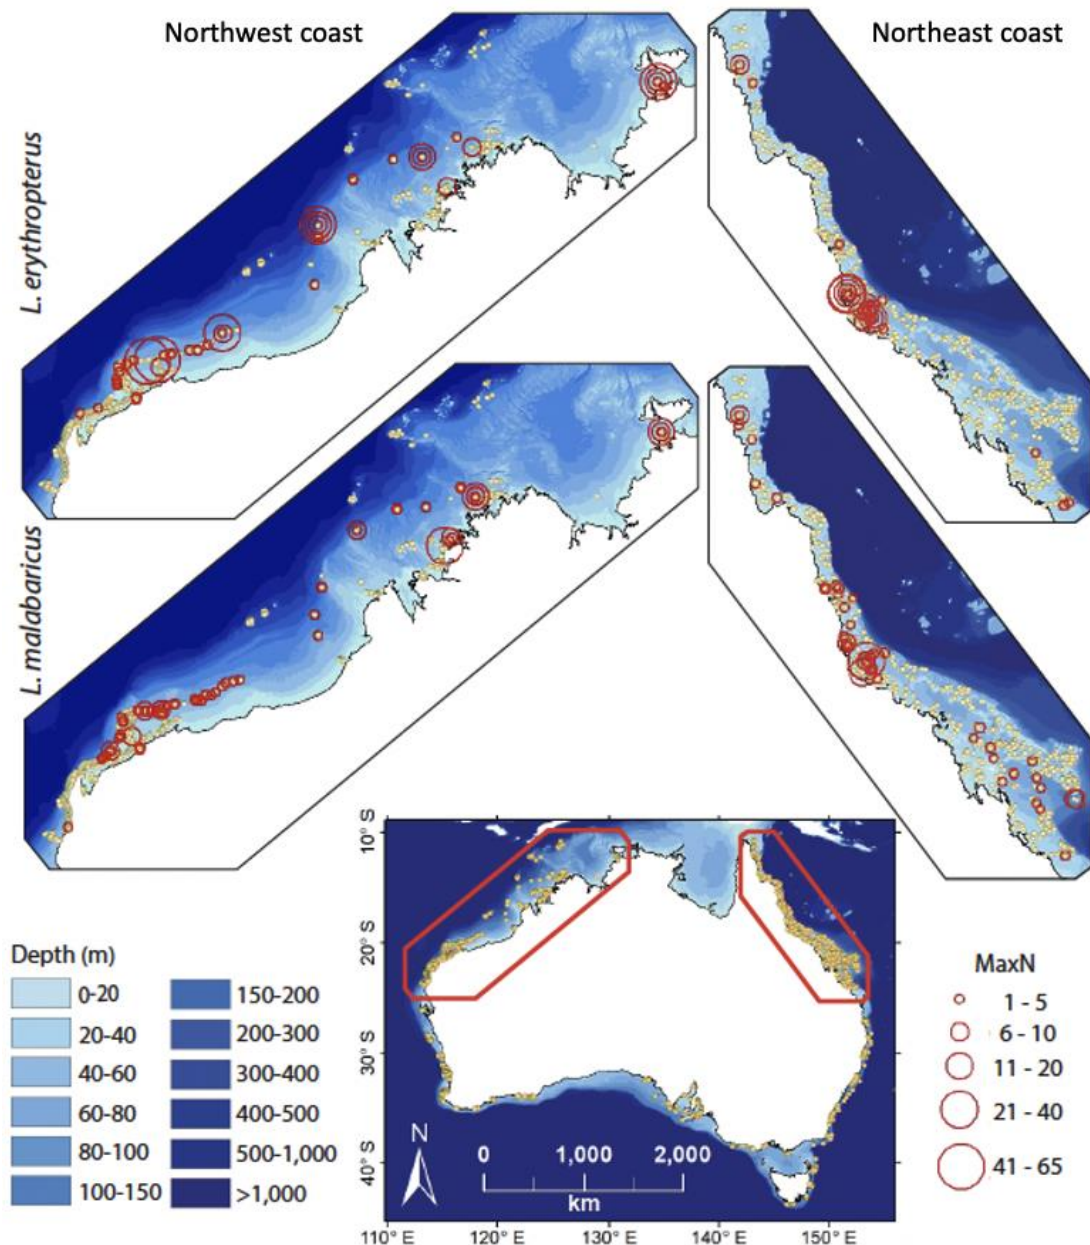 Northwest coast
Northeast coast
L. erythropterus
L. malabaricus
10° S
20° S
30° S
40° S
110° E
120° E
130° E
140° E
150° E
N
0
1,000
2,000
km
Depth (m)
0-20
20-40
40-60
60-80
80-100
100-150
150-200
200-300
300-400
400-500
500-1,000
>1,000
MaxN
1 - 5
6 - 10
11 - 20
21 - 40
41 - 65